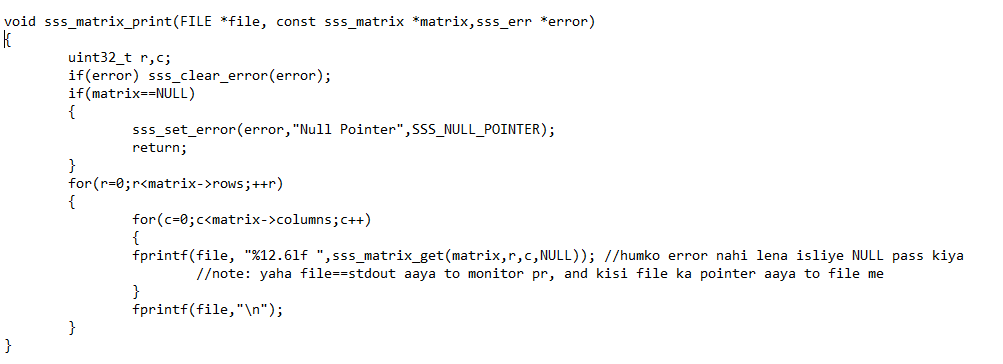 void sss_matrix_print(FILE *file, const sss_matrix *matrix,sss_err *error)
{
        uint32_t r,c;
        if(error) sss_clear_error(error);
        if(matrix==NULL)
        {
                sss_set_error(error,"Null Pointer",SSS_NULL_POINTER);
                return;
        }
        for(r=0;r<matrix->rows;++r)
        {
                for(c=0;c<matrix->columns;c++)
                {
                fprintf(file, "%12.6lf ",sss_matrix_get(matrix,r,c,NULL)); //humko error nahi lena isliye NULL pass kiya
                        //note: yaha file==stdout aaya to monitor pr, and kisi file ka pointer aaya to file me
                }
                fprintf(file,"\n");
        }
}